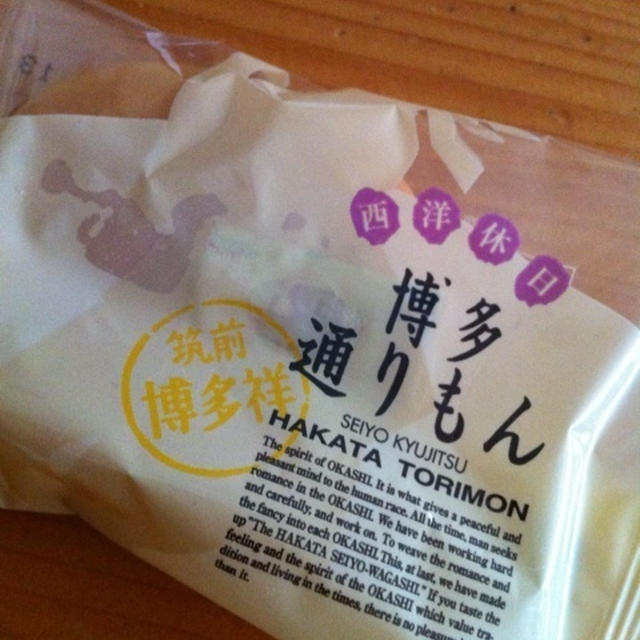 西洋休日
博多
通りもん
筑前
博多祥
SEIYO KYUJITSU
HAKATA TORIMON
The spirit of OKASHI. It is what gives a peaceful and
pleasant mind to the human race. All the time, man seeks
romance in the OKASHI. We have been working hard
and carefully, and work on. To weave the romance and
the fancy into each OKASHI. This, at last, we have made
up "The HAKATA SEIYO-WAGASHI." If you taste the
feeling and the spirit of the OKASHI which value tra-
dition and living in the times, there is no pleasure
than it.